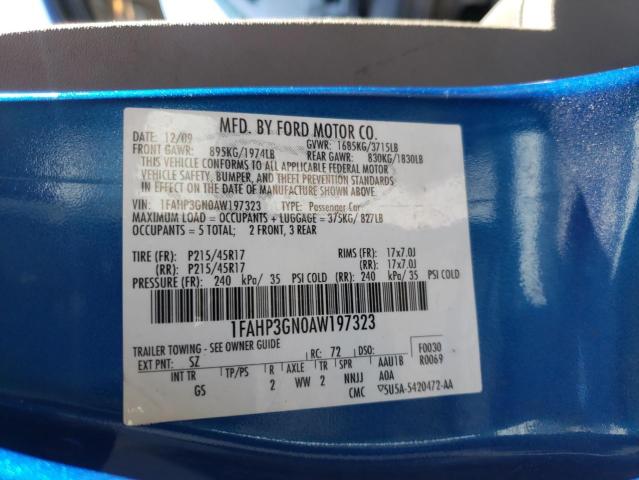 MFD. BY FORD MOTOR CO.
DATE: 12/09 GVWR: 1685KG/3715LB
FRONT GAWR: 895KG/1974LB REAR GAWR: 830KG/1830LB
THIS VEHICLE CONFORMS TO ALL APPLICABLE FEDERAL MOTOR
VEHICLE SAFETY, BUMPER, AND THEFT PREVENTION STANDARDS
IN EFFECT ON THE DATE OF MANUFACTURE SHOWN ABOVE.
VIN: 1FAHP3GN0AW197323 TYPE: Passenger Car
MAXIMUM LOAD = OCCUPANTS + LUGGAGE = 375KG/ 827LB
OCCUPANTS = 5 TOTAL; 2 FRONT, 3 REAR
TIRE (FR): P215/45R17 RIMS (FR): 17x7.0J
(RR): P215/45R17 (RR): 17x7.0J
PRESSURE (FR): 240 kPa/ 35 PSI COLD (RR): 240 kPa/ 35 PSI COLD
1FAHP3GN0AW197323
TRAILER TOWING - SEE OWNER GUIDE F0030
EXT PNT: SZ RC: 72 DSO: R0069
INT TR TP/PS R AXLE TR SPR AAU1B
GS 2 WW 2 NNJJ A0A
CMC ▽5U5A-5420472-AA